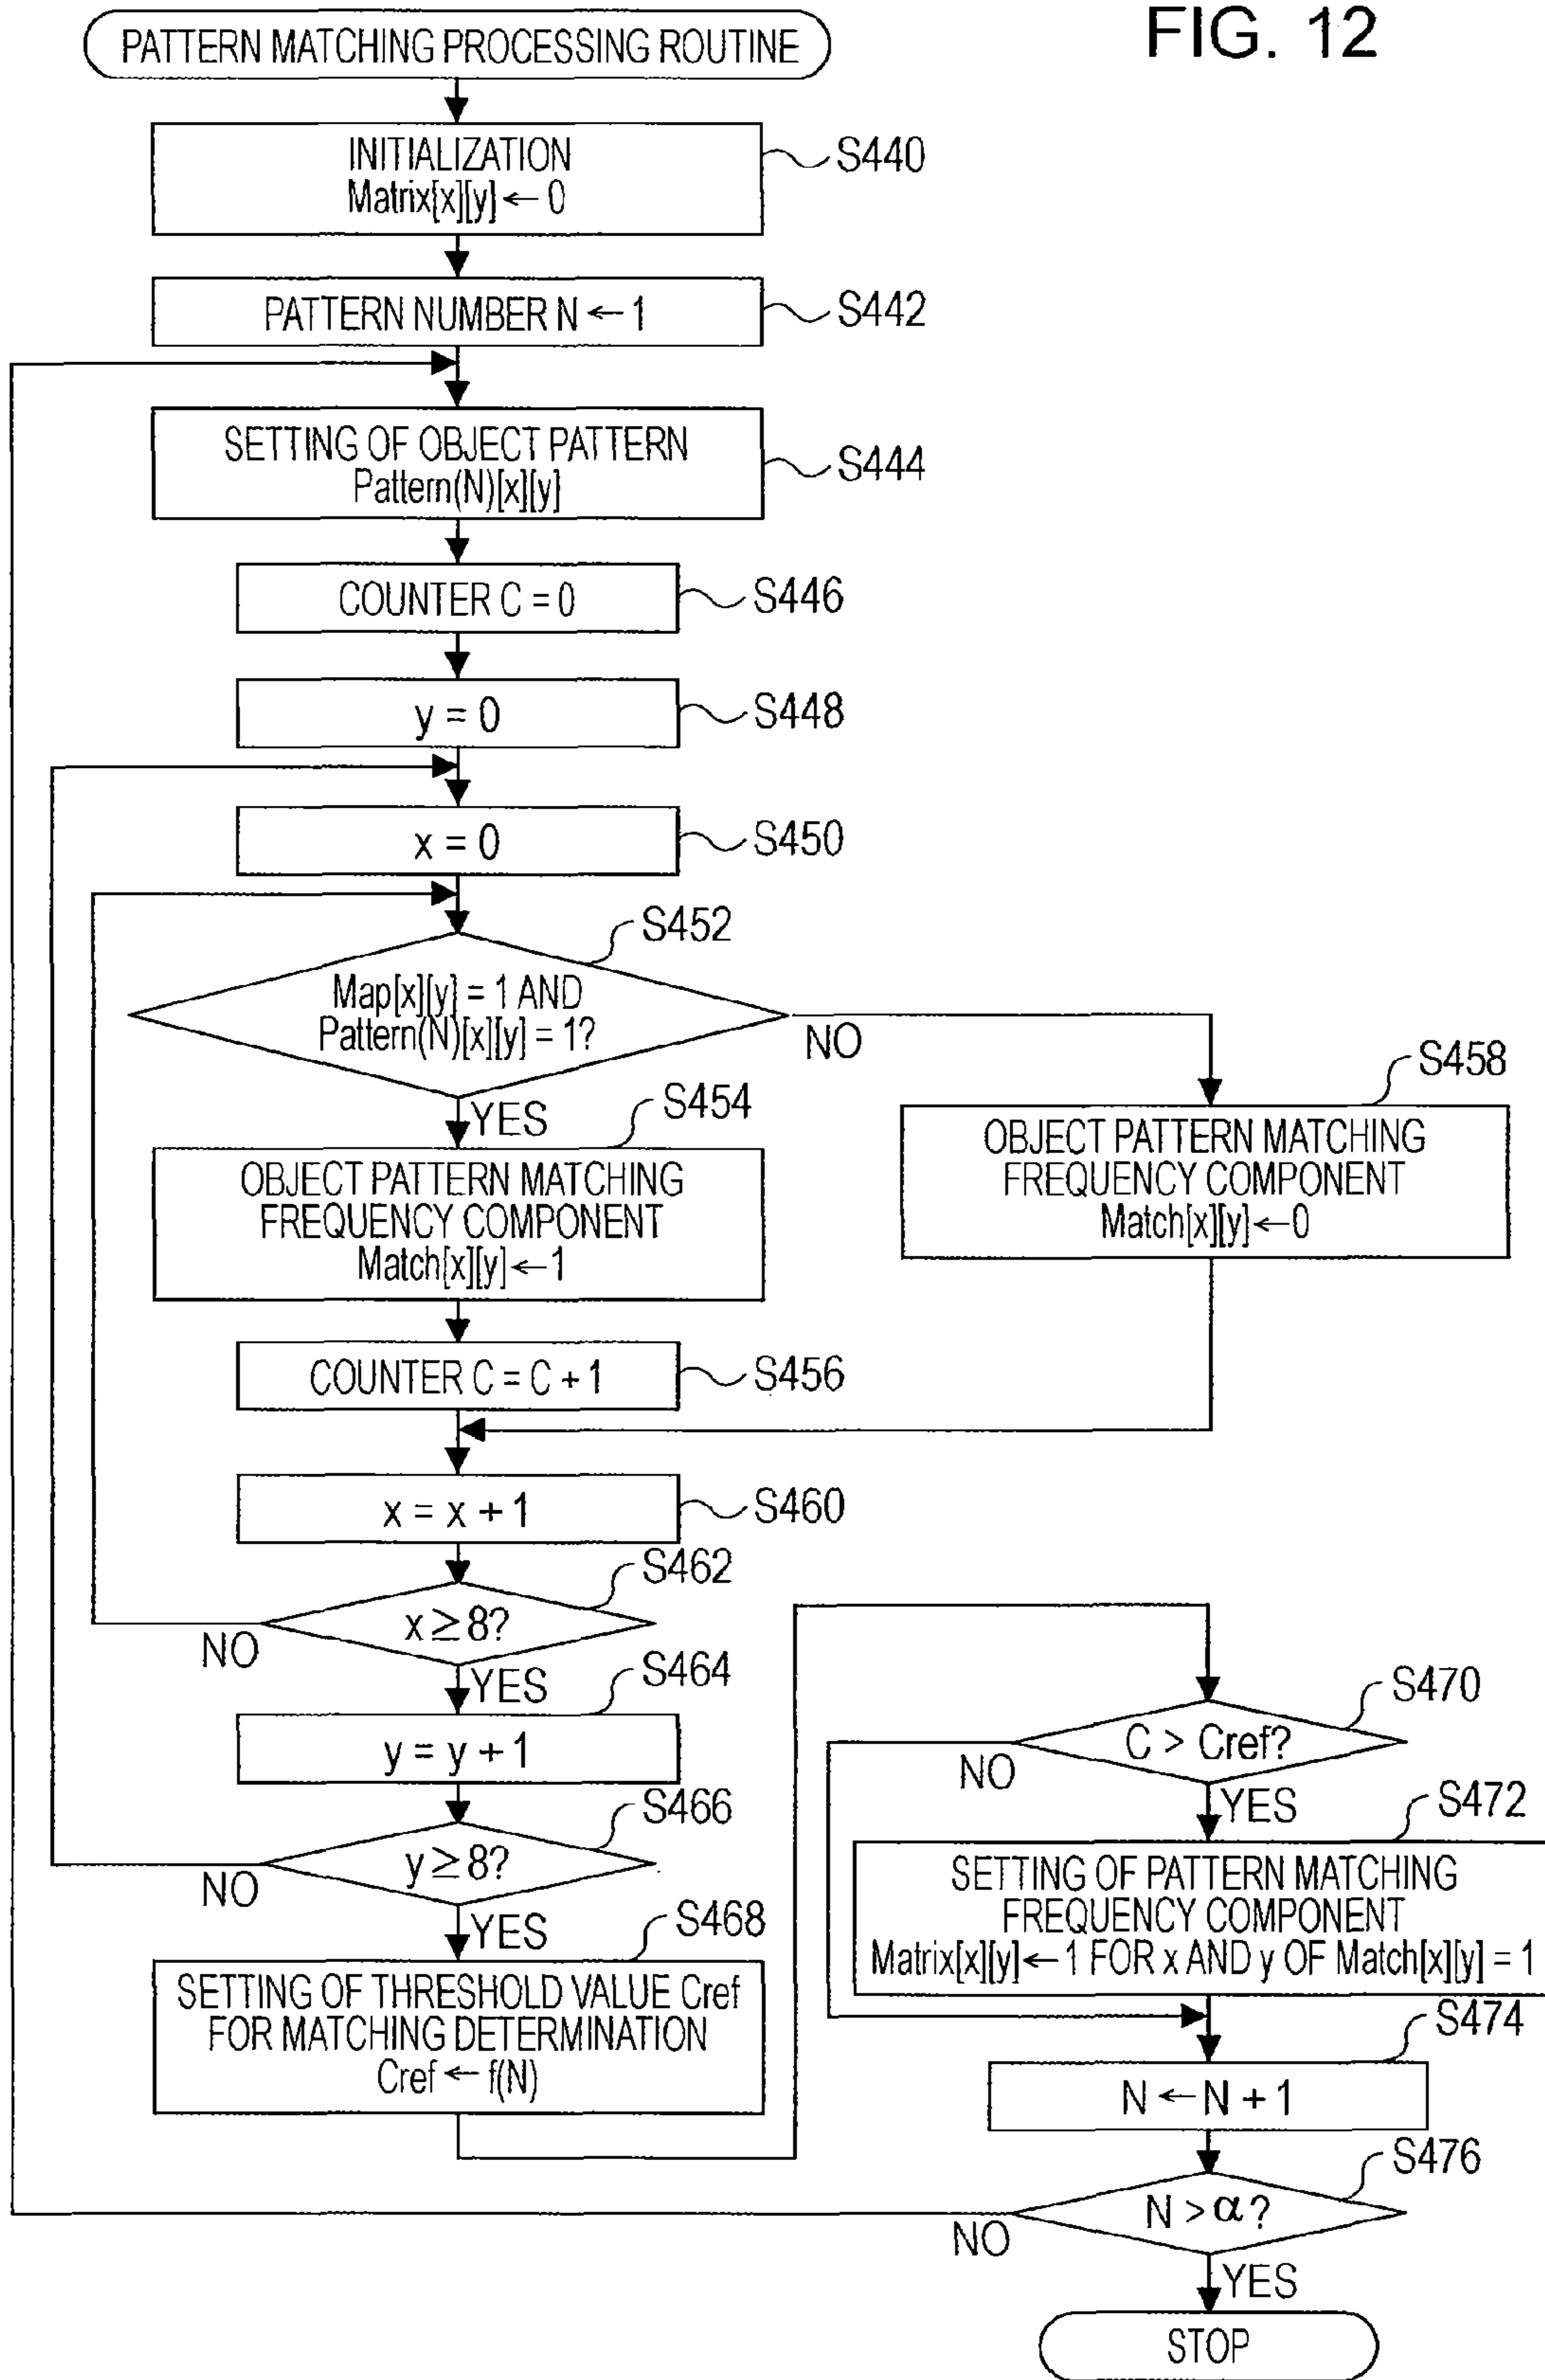 FIG. 12
PATTERN MATCHING PROCESSING ROUTINE
INITIALIZATION
Matrix[x][y] ← 0
S440
PATTERN NUMBER N ← 1
S442
SETTING OF OBJECT PATTERN
Pattern(N)[x][y]
S444
COUNTER C = 0
S446
y = 0
S448
x = 0
S450
S452
Map[x][y] = 1 AND
Pattern(N)[x][y] = 1?
NO
YES
S454
OBJECT PATTERN MATCHING
FREQUENCY COMPONENT
Match[x][y] ← 1
S458
OBJECT PATTERN MATCHING
FREQUENCY COMPONENT
Match[x][y] ← 0
COUNTER C = C + 1
S456
x = x + 1
S460
S462
x ≥ 8?
NO
YES
S464
y = y + 1
S466
y ≥ 8?
NO
YES
S468
SETTING OF THRESHOLD VALUE Cref
FOR MATCHING DETERMINATION
Cref ← f(N)
S470
C > Cref?
NO
YES
S472
SETTING OF PATTERN MATCHING
FREQUENCY COMPONENT
Matrix[x][y] ← 1 FOR x AND y OF Match[x][y] = 1
S474
N ← N + 1
S476
N > α?
NO
YES
STOP